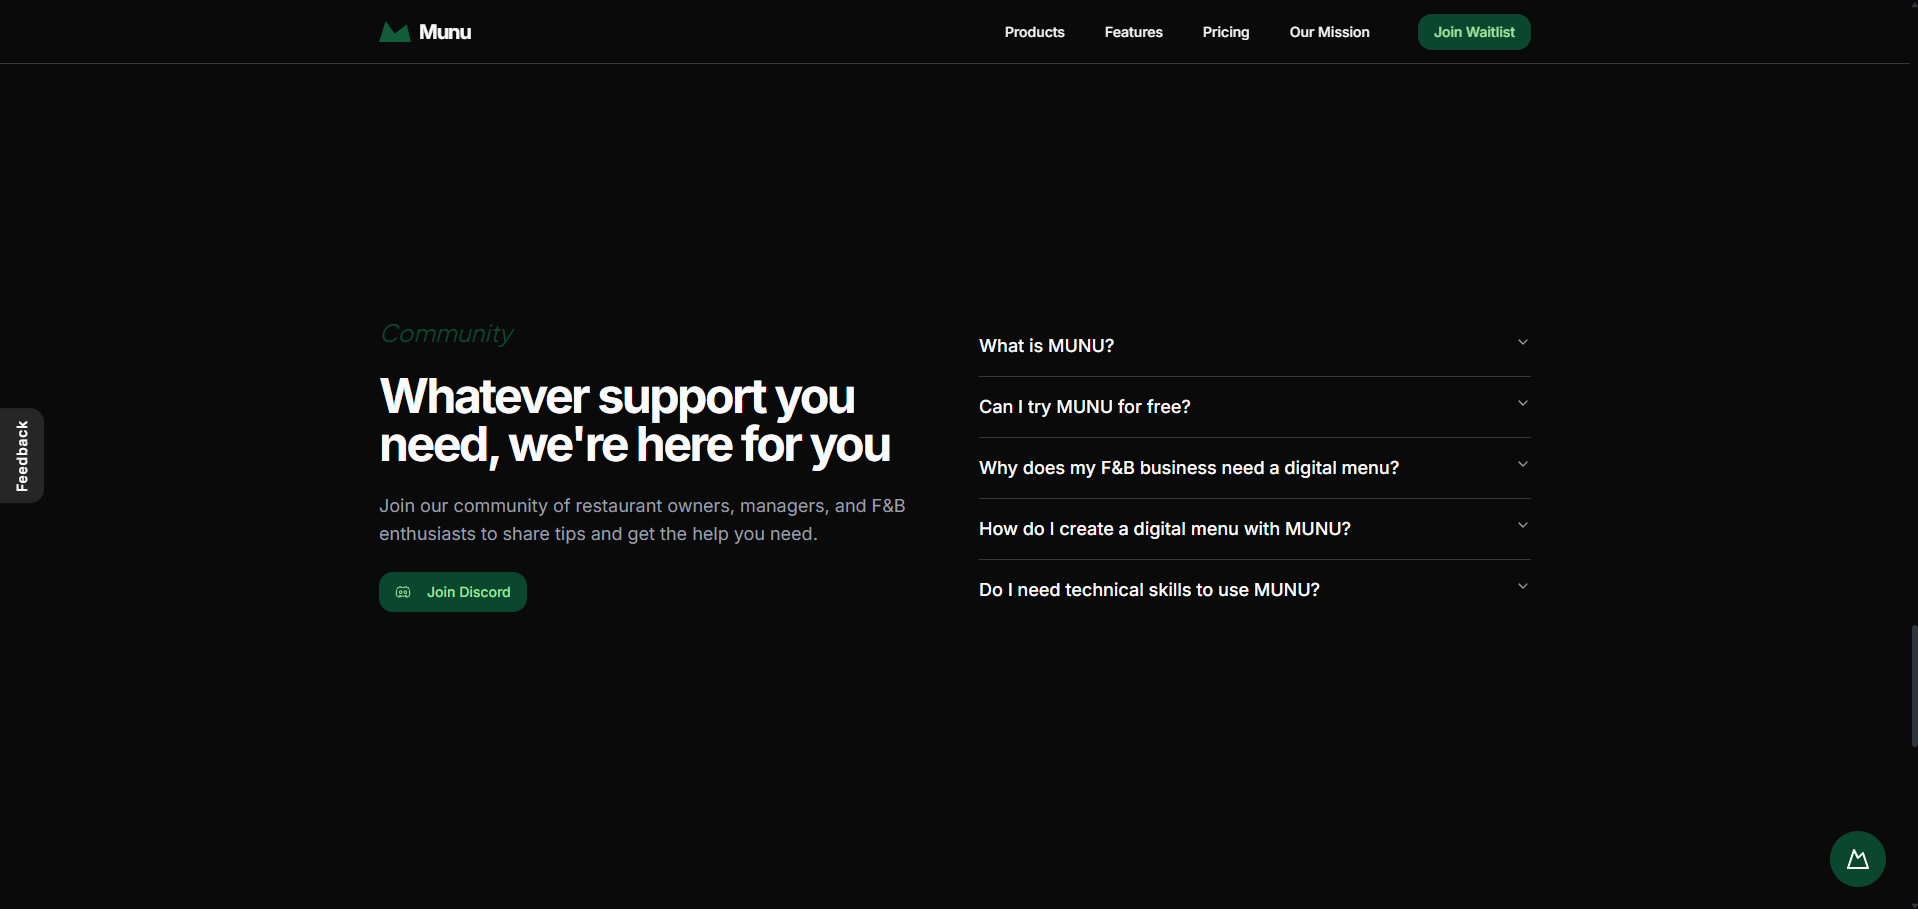 Munu
Products
Features
Pricing
Our Mission
Join Waitlist
Feedback
Community
Whatever support you
need, we're here for you
Join our community of restaurant owners, managers, and F&B
enthusiasts to share tips and get the help you need.
Join Discord
What is MUNU?
Can I try MUNU for free?
Why does my F&B business need a digital menu?
How do I create a digital menu with MUNU?
Do I need technical skills to use MUNU?